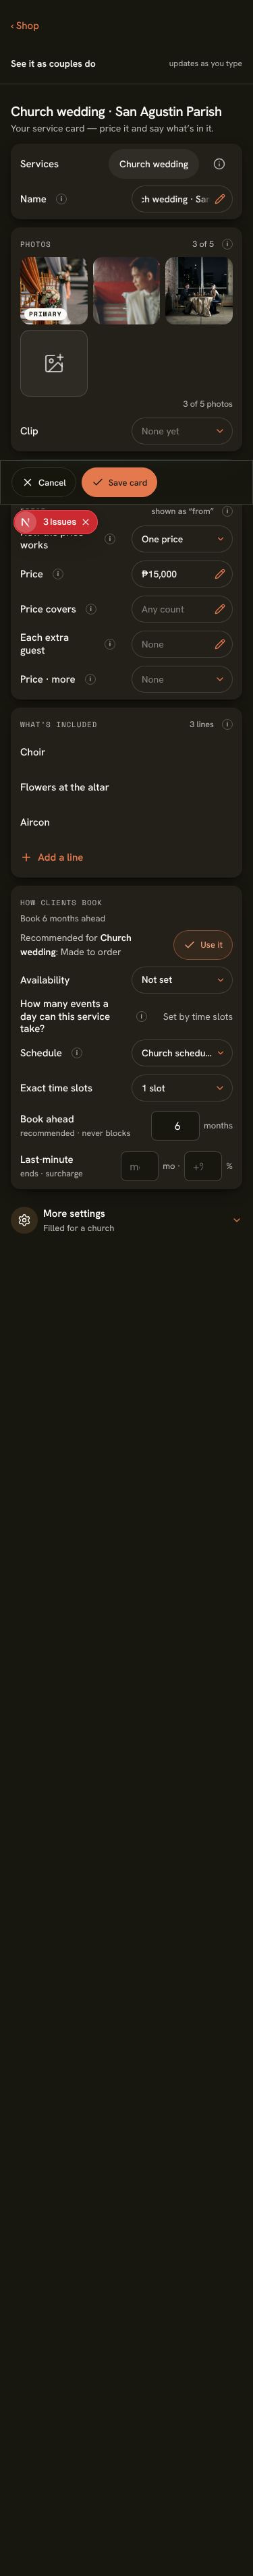 ‹ Shop
See it as couples do
updates as you type
Church wedding · San Agustin Parish
Your service card — price it and say what's in it.
Services
Church wedding
Name
ch wedding · Sar
PHOTOS
3 of 5
PRIMARY
3 of 5 photos
Clip
None yet
Cancel
Save card
shown as “from”
3 Issues
works
One price
Price
₱15,000
Price covers
Any count
Each extra
guest
None
Price · more
None
WHAT'S INCLUDED
3 lines
Choir
Flowers at the altar
Aircon
Add a line
HOW CLIENTS BOOK
Book 6 months ahead
Recommended for Church
wedding: Made to order
Use it
Availability
Not set
How many events a
day can this service
take?
Set by time slots
Schedule
Church schedu...
Exact time slots
1 slot
Book ahead
recommended · never blocks
6
months
Last-minute
ends · surcharge
mo ·
%
More settings
Filled for a church